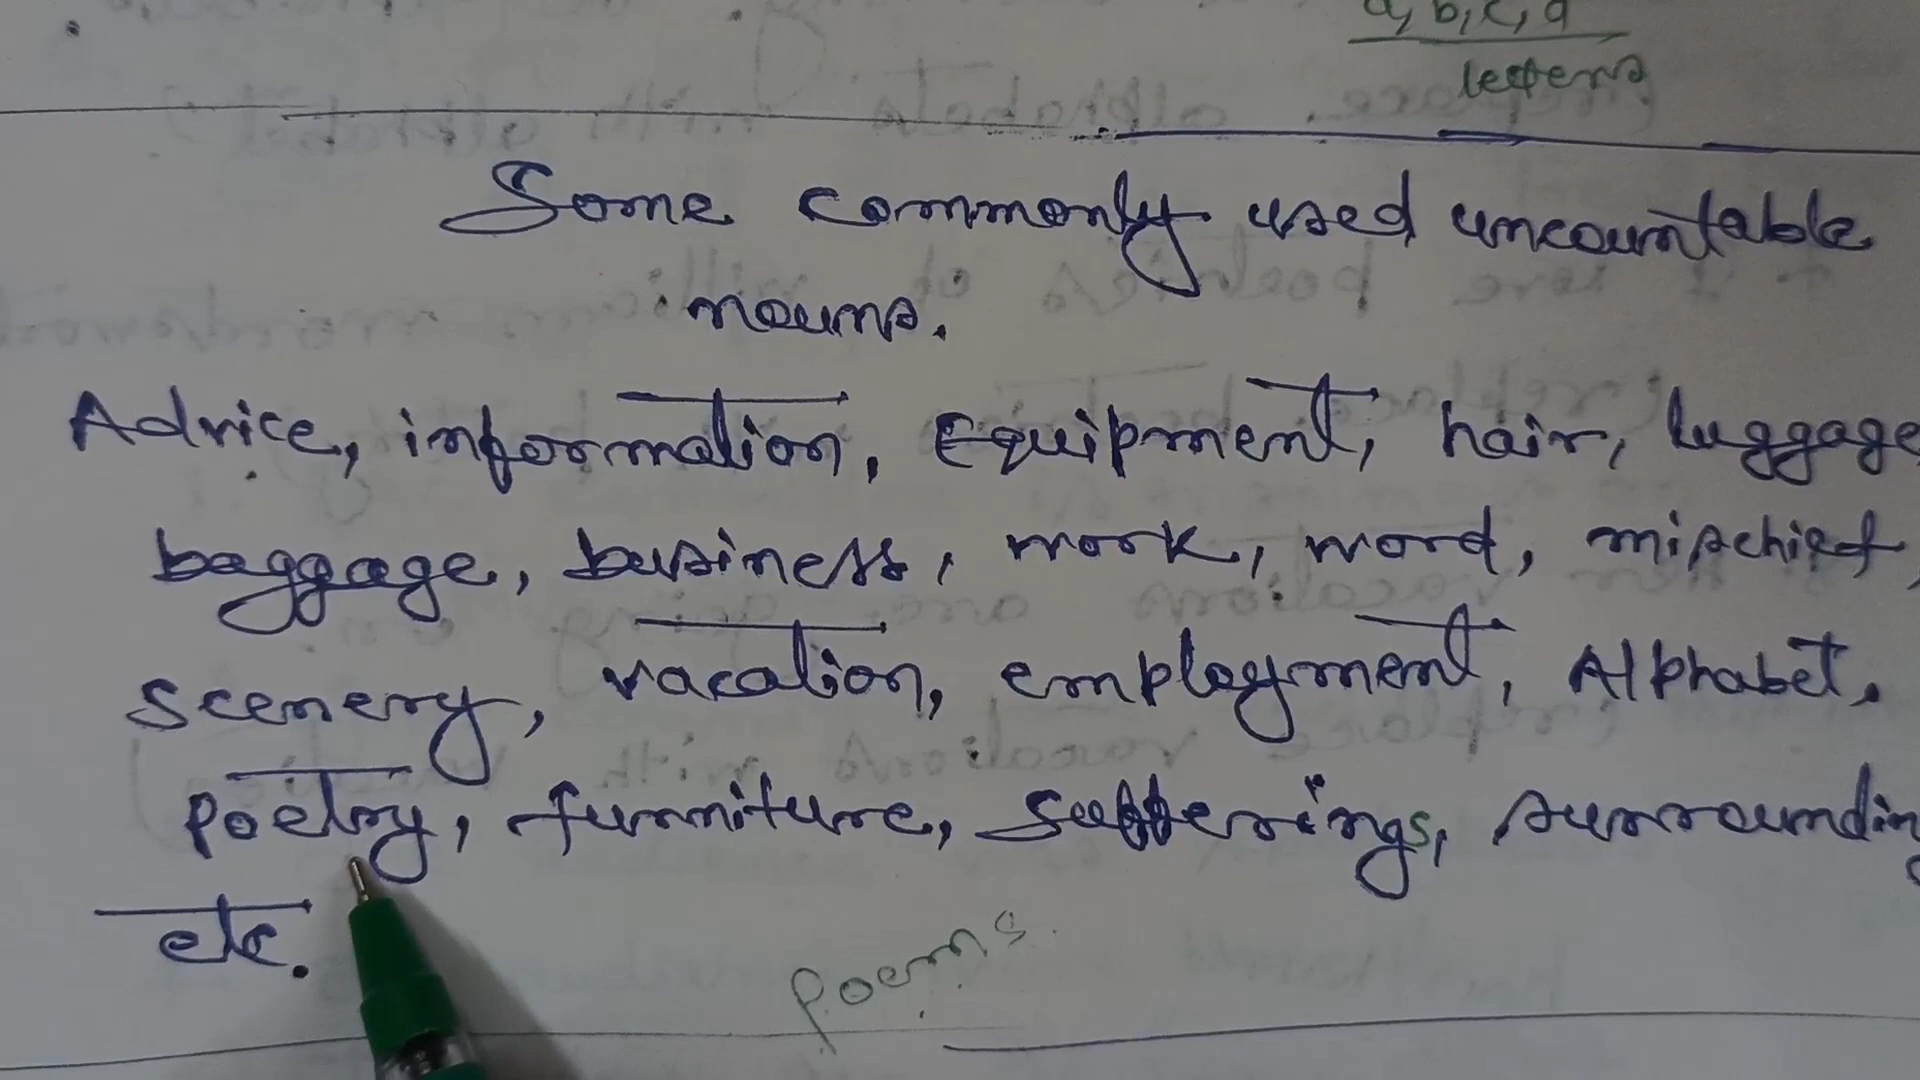 a, b, c, d
letters
Some commonly used uncountable
nouns.
Advice, information, Equipment, hair, luggage
baggage, business, work, word, mischief,
scenery, vacation, employment, Alphabet,
Poetry, furniture, Sufferings, surrounding
etc.
Poems